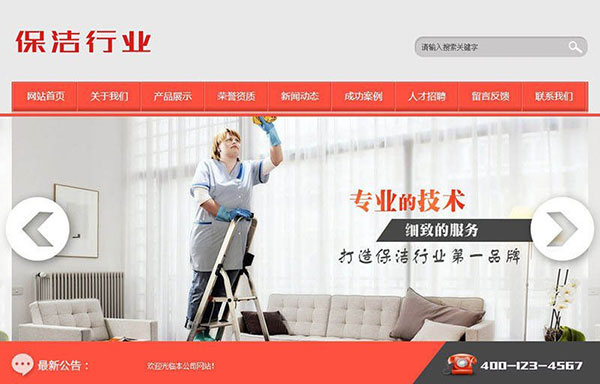 保洁行业
请输入搜索关键字
网站首页 关于我们 产品展示 荣誉资质 新闻动态 成功案例 人才招聘 留言反馈 联系我们
专业的技术
细致的服务
打造保洁行业第一品牌
最新公告： 欢迎光临本公司网站! 400-123-4567